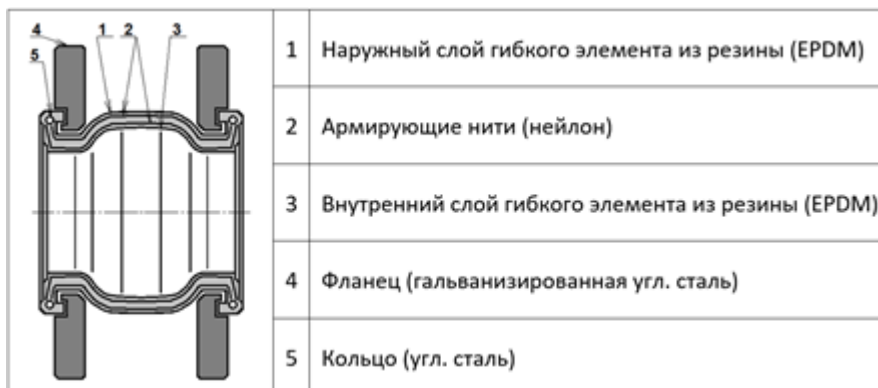 4 1 2 3
5
1 Наружный слой гибкого элемента из резины (EPDM)
2 Армирующие нити (нейлон)
3 Внутренний слой гибкого элемента из резины (EPDM)
4 Фланец (гальванизированная угл. сталь)
5 Кольцо (угл. сталь)